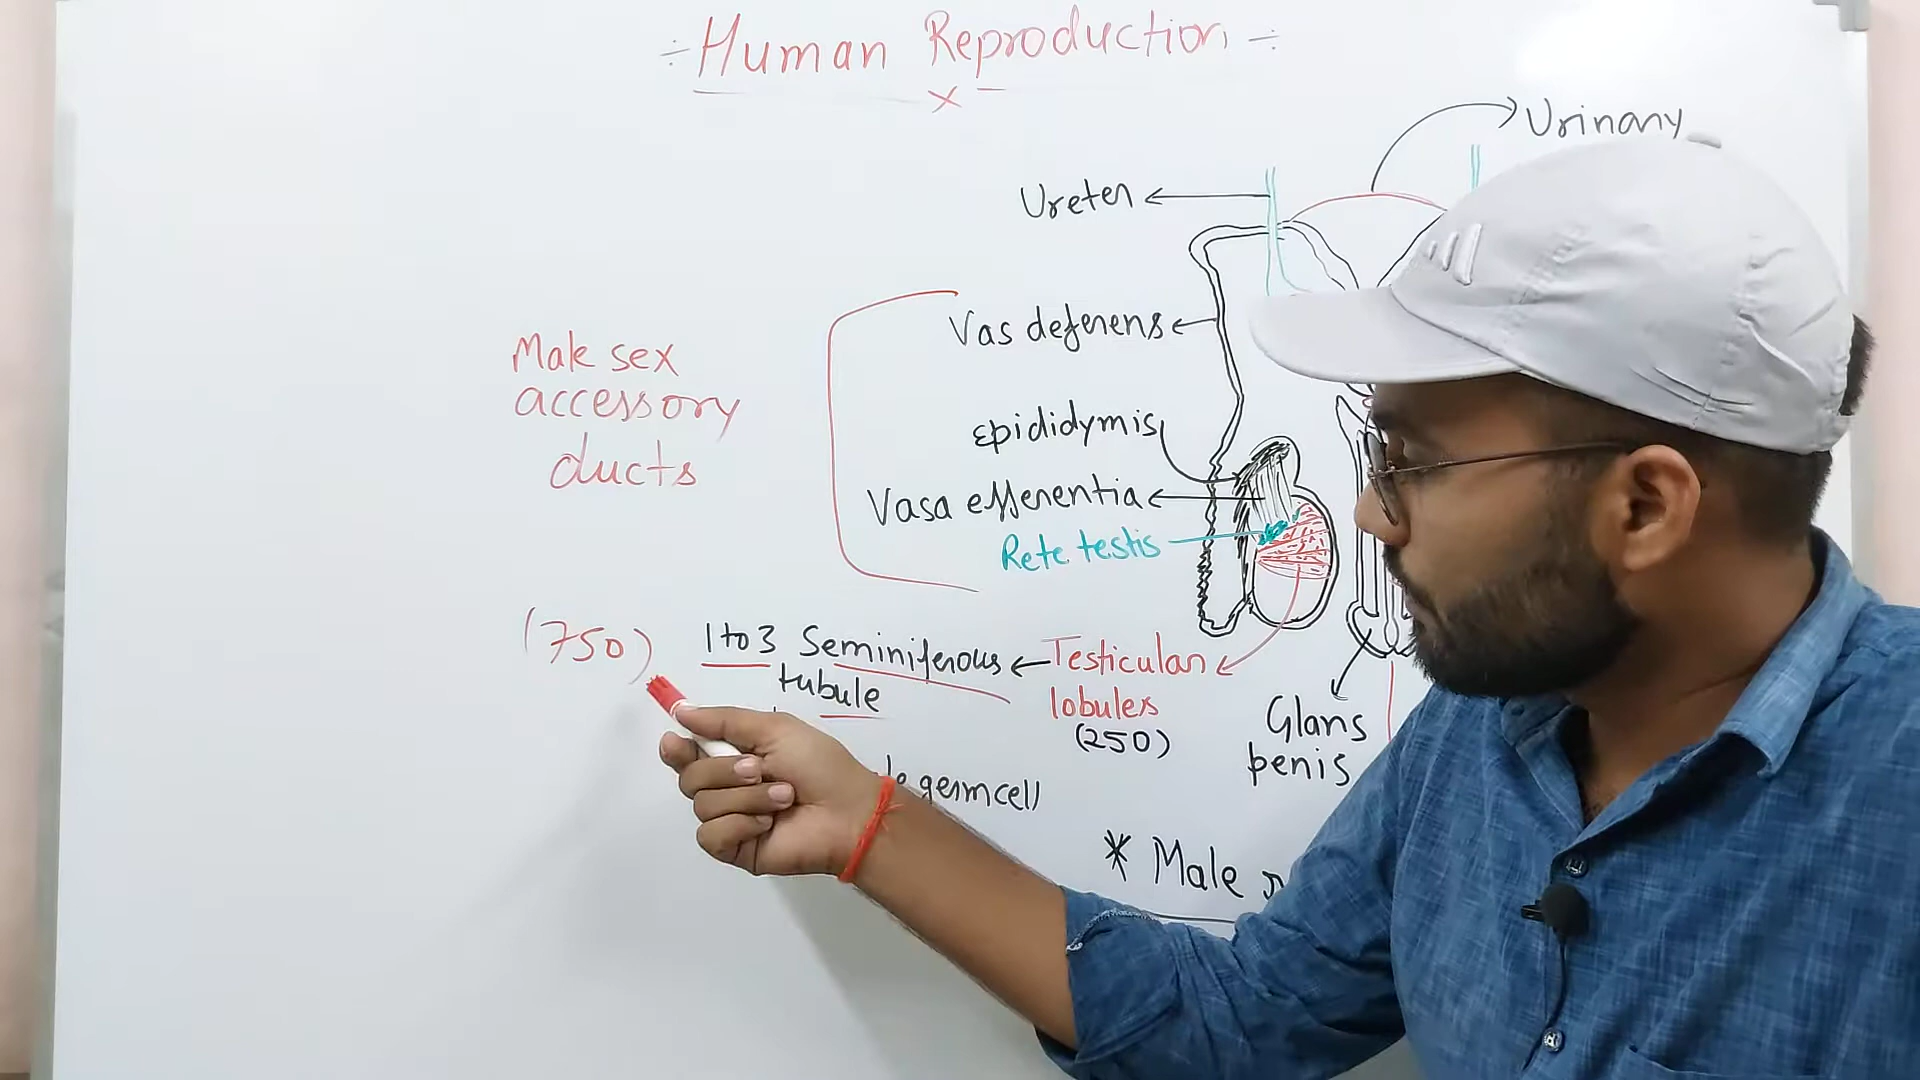 ÷ Human Reproduction ÷
Urinary
Ureter
Vas deferens
Male sex
accessory
ducts
epididymis
Vasa efferentia
Rete testis
(750) 1 to 3 Seminiferous
tubule
Testicular
lobules
(250)
Glans
penis
germcell
* Male